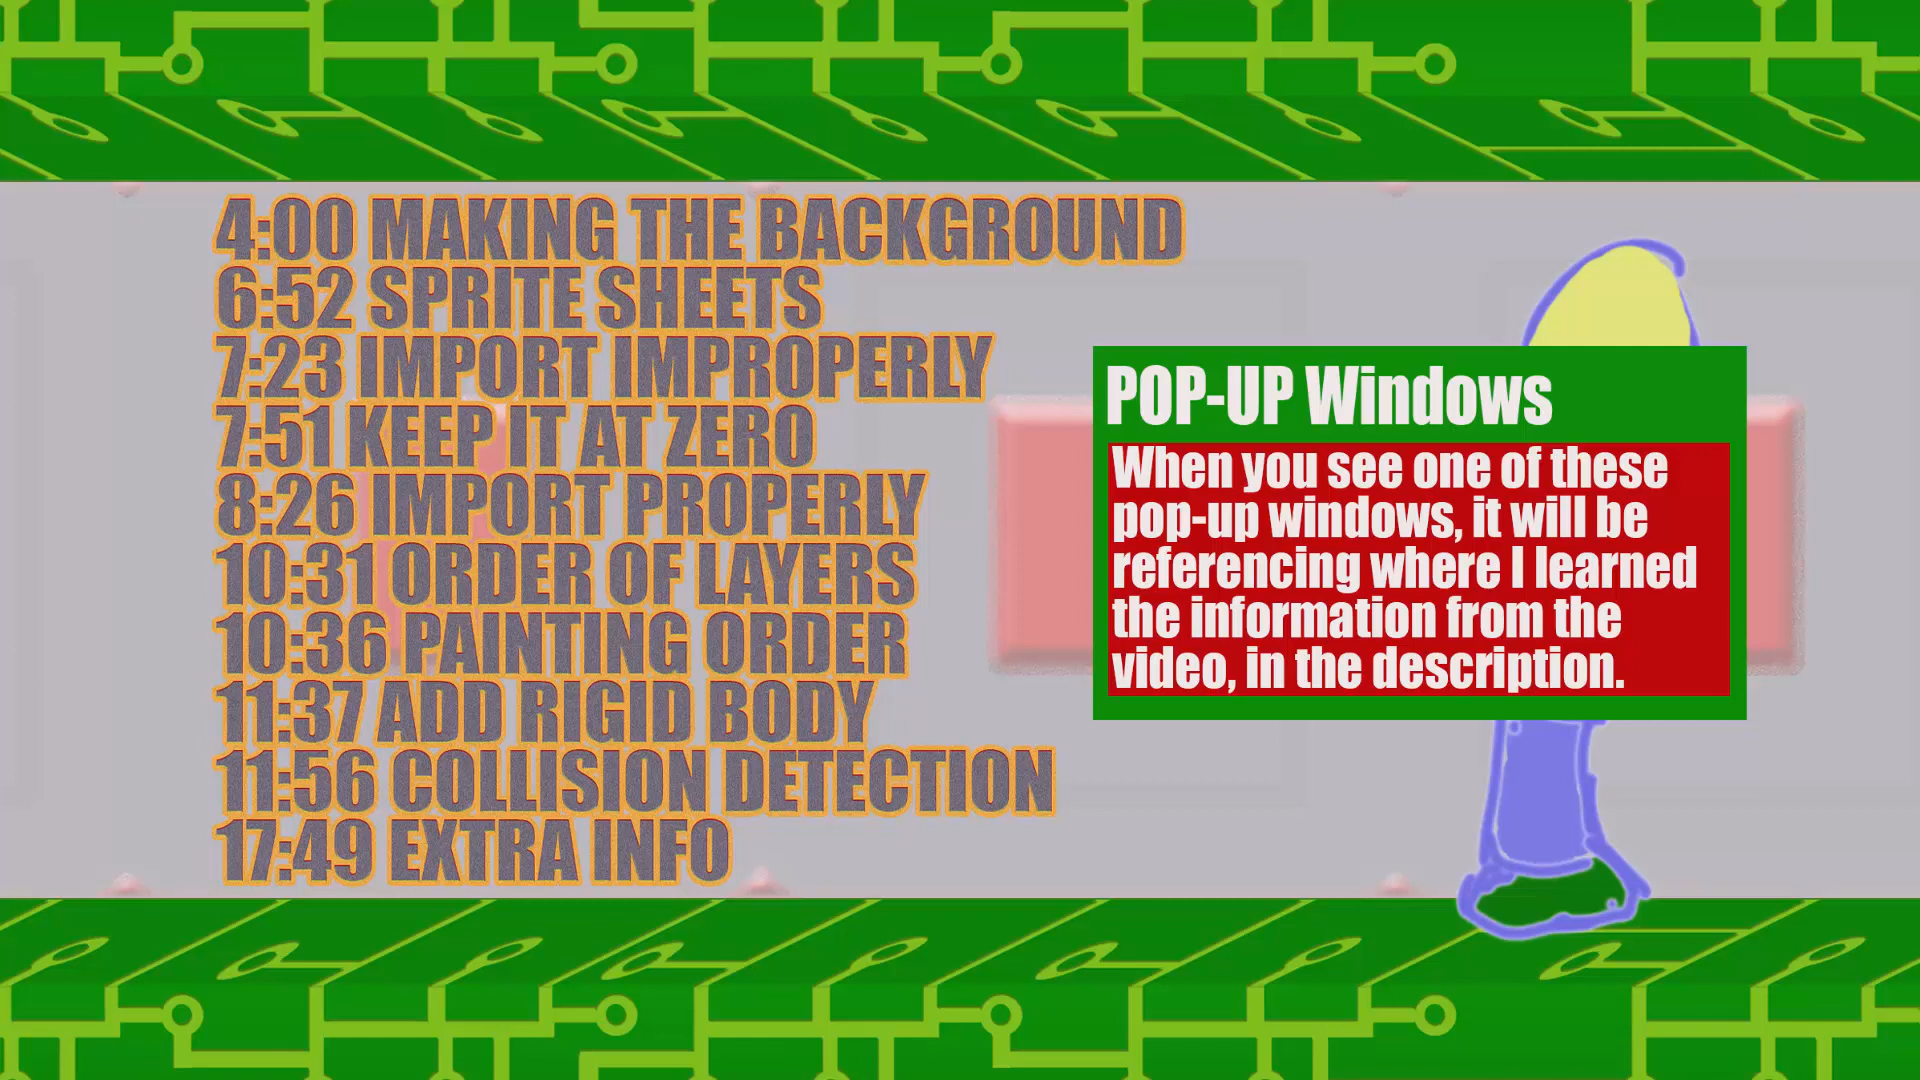 4:00 MAKING THE BACKGROUND
6:52 SPRITE SHEETS
7:23 IMPORT IMPROPERLY
7:51 KEEP IT AT ZERO
8:26 IMPORT PROPERLY
10:31 ORDER OF LAYERS
10:36 PAINTING ORDER
11:37 ADD RIGID BODY
11:56 COLLISION DETECTION
17:49 EXTRA INFO
POP-UP Windows
When you see one of these
pop-up windows, it will be
referencing where I learned
the information from the
video, in the description.